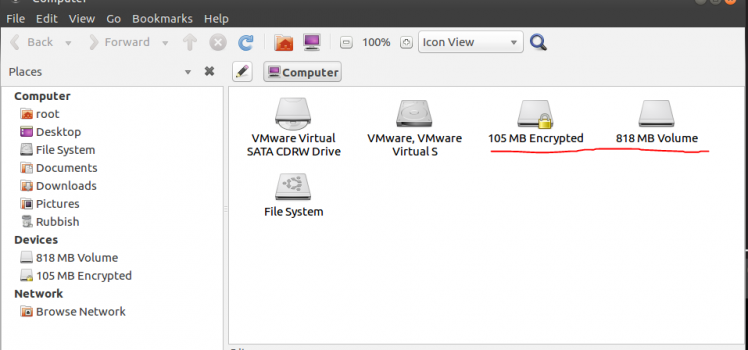 Computer
File Edit View Go Bookmarks Help
Back Forward 100% Icon View
Places Computer
Computer
root
Desktop
File System
Documents
Downloads
Pictures
Rubbish
Devices
818 MB Volume
105 MB Encrypted
Network
Browse Network
VMware Virtual
SATA CDRW Drive
VMware, VMware
Virtual S
105 MB Encrypted
818 MB Volume
File System